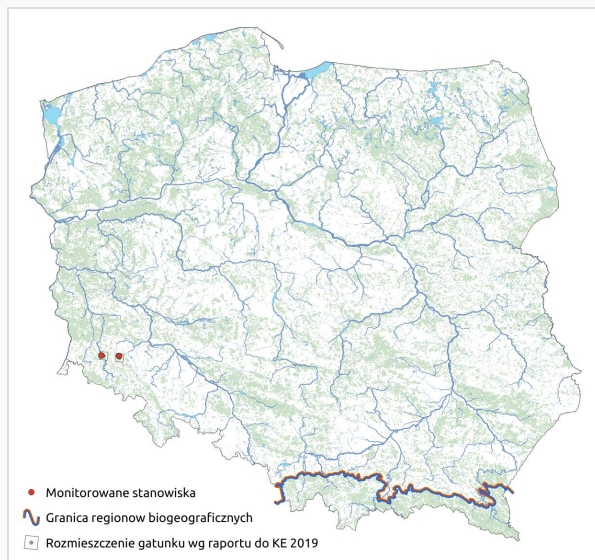 Monitorowane stanowiska
Granica regionow biogeograficznych
Rozmieszczenie gatunku wg raportu do KE 2019